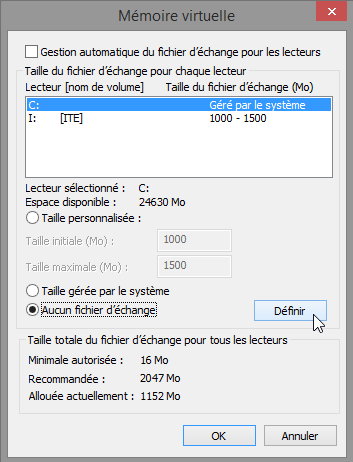 Mémoire virtuelle
Gestion automatique du fichier d'échange pour les lecteurs
Taille du fichier d'échange pour chaque lecteur
Lecteur [nom de volume] Taille du fichier d'échange (Mo)
C: Géré par le système
I: [ITE] 1000 - 1500
Lecteur sélectionné : C:
Espace disponible : 24630 Mo
Taille personnalisée :
Taille initiale (Mo) : 1000
Taille maximale (Mo) : 1500
Taille gérée par le système
Aucun fichier d'échange Définir
Taille totale du fichier d'échange pour tous les lecteurs
Minimale autorisée : 16 Mo
Recommandée : 2047 Mo
Allouée actuellement : 1152 Mo
OK Annuler